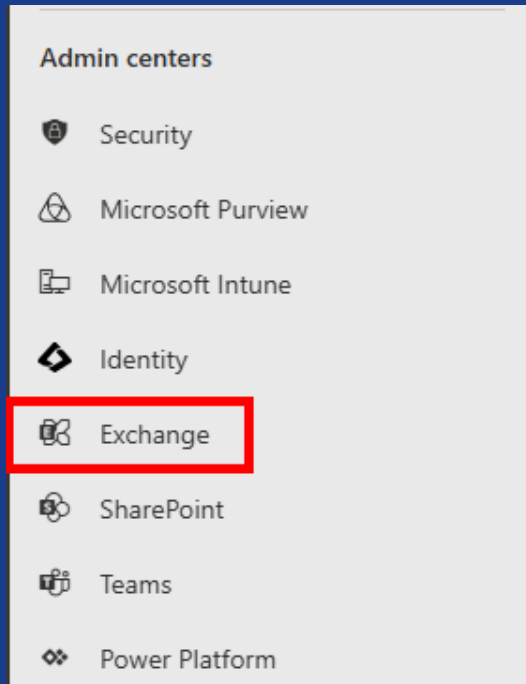 Admin centers
Security
Microsoft Purview
Microsoft Intune
Identity
Exchange
SharePoint
Teams
Power Platform